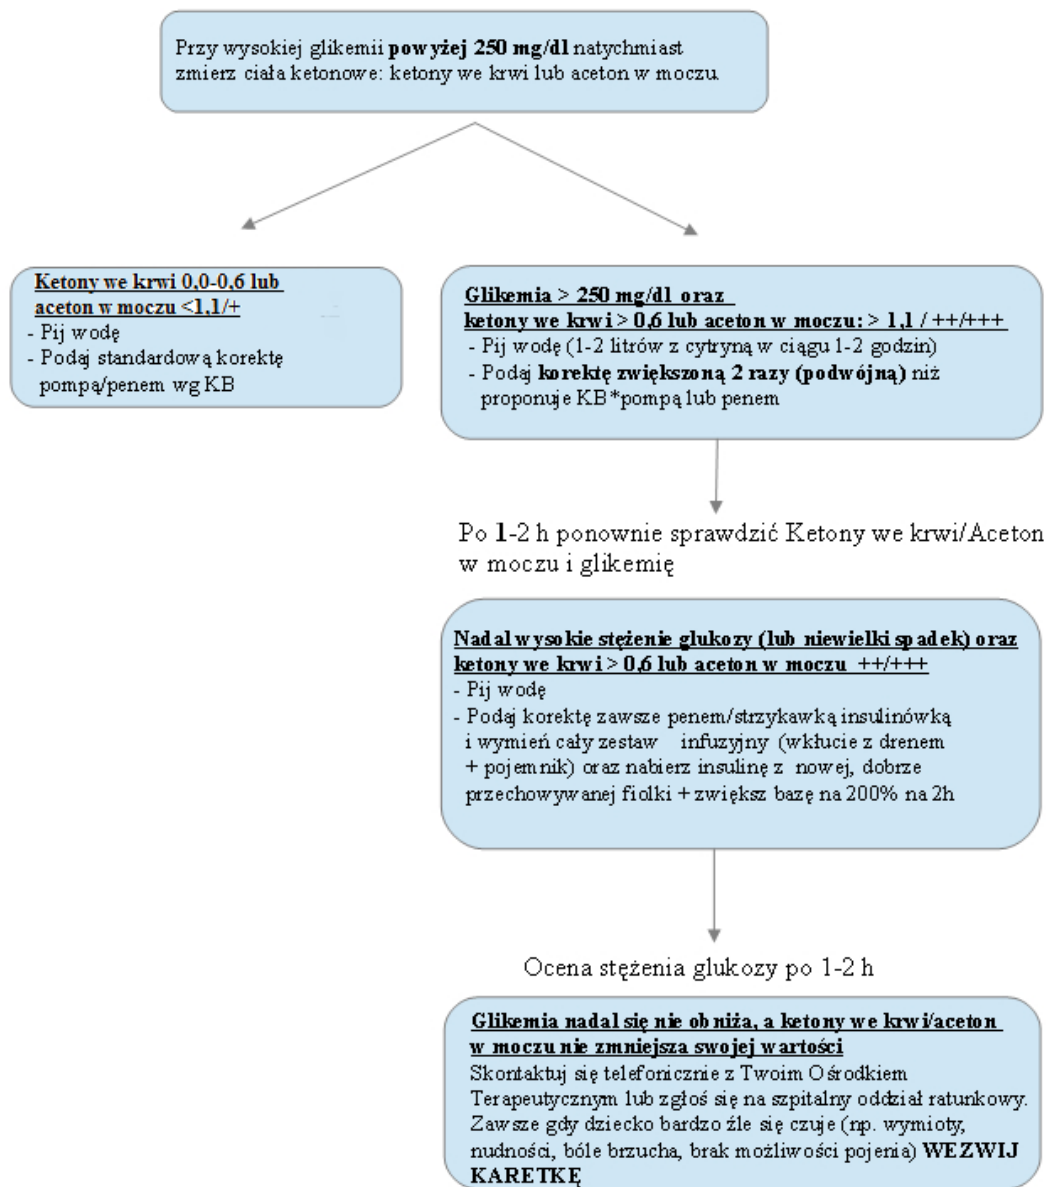 Przy wysokiej glikemii powyżej 250 mg/dl natychmiast
zmierz ciała ketonowe: ketony we krwi lub aceton w moczu
Ketony we krwi 0,0-0,6 lub
aceton w moczu <1,1/+
- Pij wodę
- Podaj standardową korektę
pompą/penem wg KB
Glikemia > 250 mg/dl oraz
ketony we krwi > 0,6 lub aceton w moczu: > 1,1 / ++/+++
- Pij wodę (1-2 litrów z cytryną w ciągu 1-2 godzin)
- Podaj korektę zwiększoną 2 razy (podwójną) niż
proponuje KB *pompą lub penem
Po 1-2 h ponownie sprawdzić Ketony we krwi/Aceton
w moczu i glikemię
Nadal wysokie stężenie glukozy (lub niewielki spadek) oraz
ketony we krwi > 0,6 lub aceton w moczu ++/+++
- Pij wodę
- Podaj korektę zawsze penem/strzykawką insulinówką
i wymień cały zestaw infuzyjny (wkłucie z drenem
+ pojemnik) oraz nabierz insulinę z nowej, dobrze
przechowywanej fiolki + zwiększ bazę na 200% na 2h
Ocena stężenia glukozy po 1-2 h
Glikemia nadal się nie obniża, a ketony we krwi/aceton
w moczu nie zmniejsza swojej wartości
Skontaktuj się telefonicznie z Twoim Ośrodkiem
Terapeutycznym lub zgłoś się na szpitalny oddział ratunkowy.
Zawsze gdy dziecko bardzo źle się czuje (np. wymioty,
nudności, bóle brzucha, brak możliwości pojenia) WEZWIJ
KARETKĘ